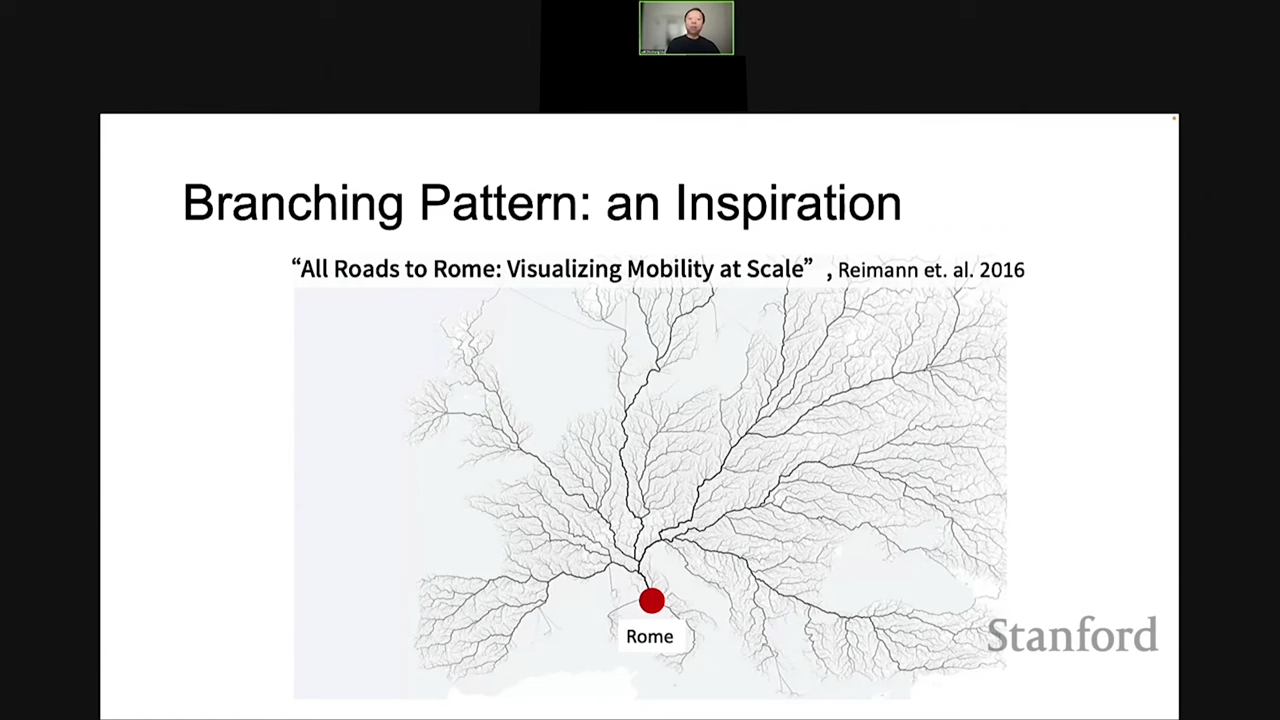 Branching Pattern: an Inspiration
“All Roads to Rome: Visualizing Mobility at Scale” , Reimann et. al. 2016
Rome
Stanford